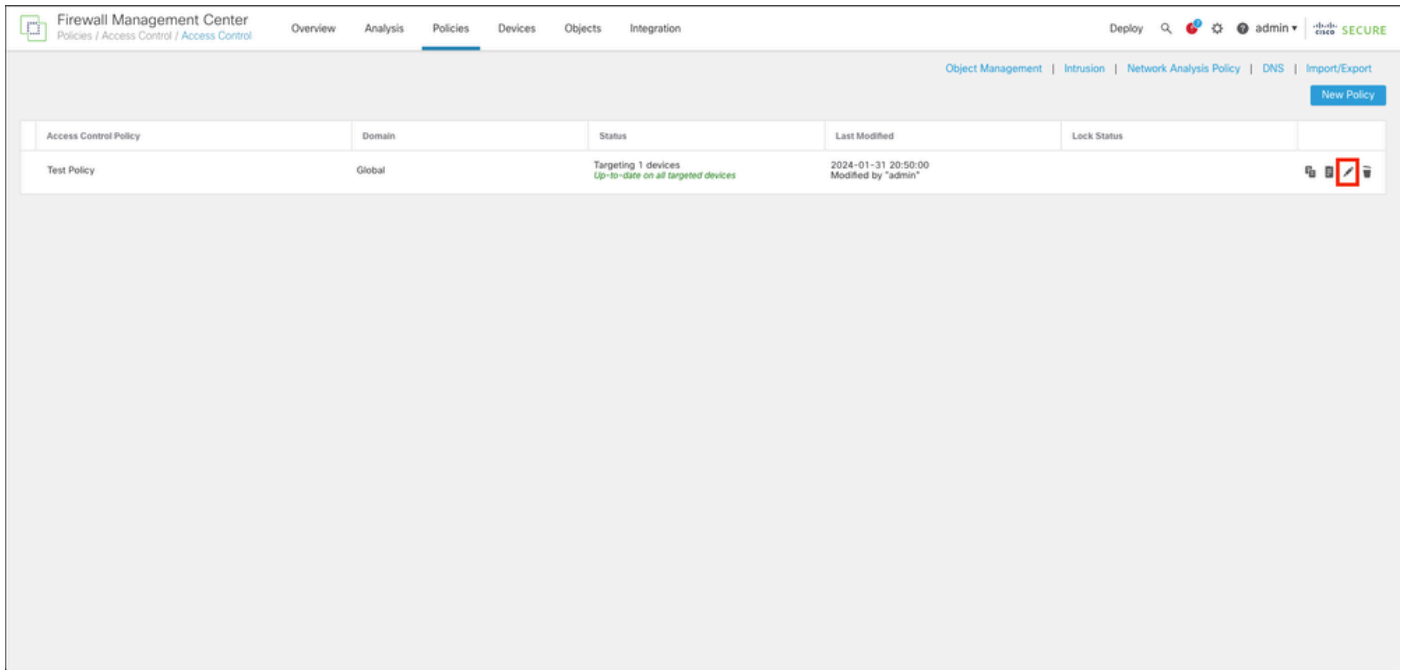 Firewall Management Center
Policies / Access Control / Access Control
Overview Analysis Policies Devices Objects Integration
Deploy admin cisco SECURE
Object Management | Intrusion | Network Analysis Policy | DNS | Import/Export
New Policy
Access Control Policy Domain Status Last Modified Lock Status
Test Policy Global Targeting 1 devices 2024-01-31 20:50:00
Up-to-date on all targeted devices Modified by "admin"